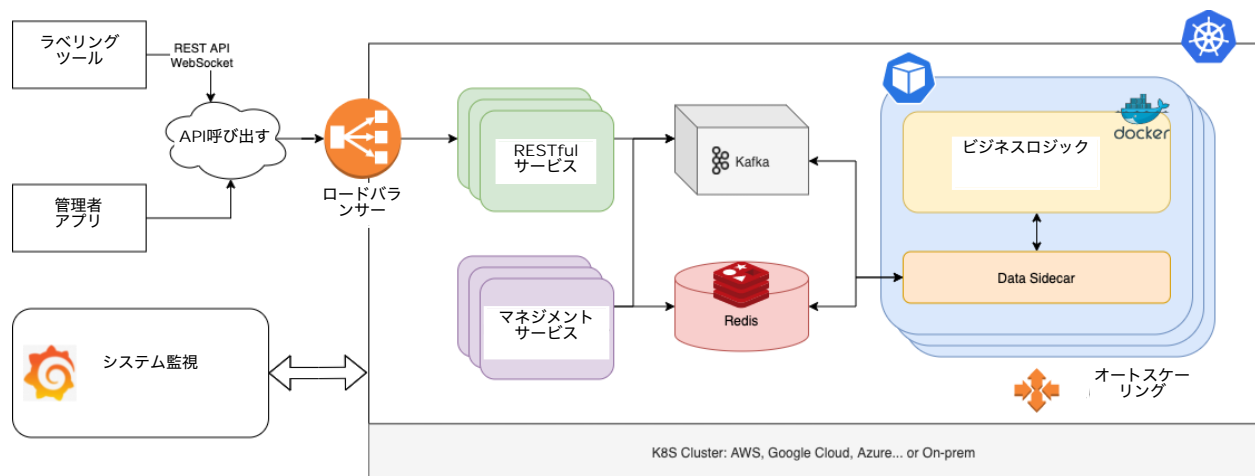 ラベリング
ツール
REST API
WebSocket
API呼び出す
管理者
アプリ
ロードバラ
ンサー
RESTful
サービス
マネジメント
サービス
Kafka
Redis
docker
ビジネスロジック
Data Sidecar
オートスケー
リング
システム監視
K8S Cluster: AWS, Google Cloud, Azure... or On-prem